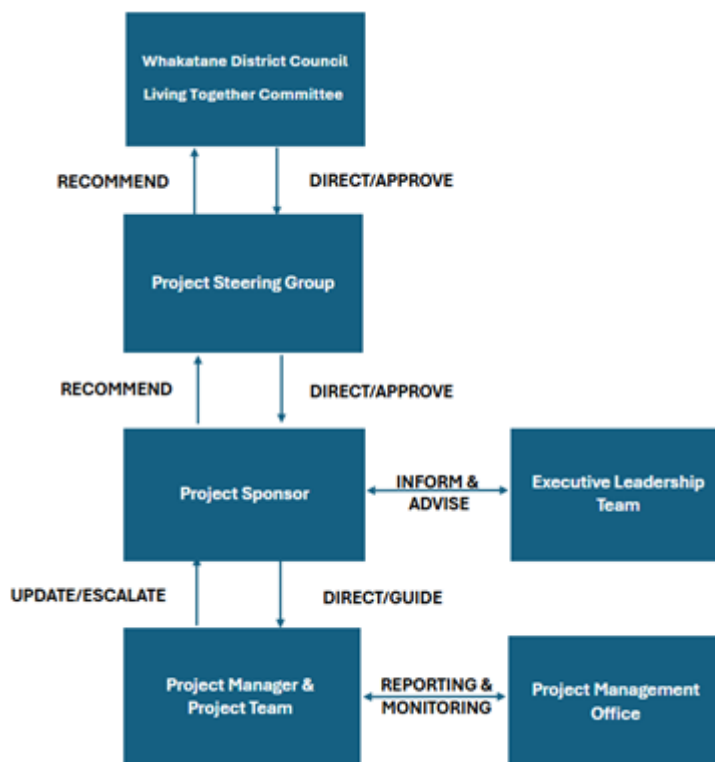 Whakatane District Council
Living Together Committee
RECOMMEND
DIRECT/APPROVE
Project Steering Group
RECOMMEND
DIRECT/APPROVE
Project Sponsor
INFORM &
ADVISE
Executive Leadership
Team
UPDATE/ESCALATE
DIRECT/GUIDE
Project Manager &
Project Team
REPORTING &
MONITORING
Project Management
Office